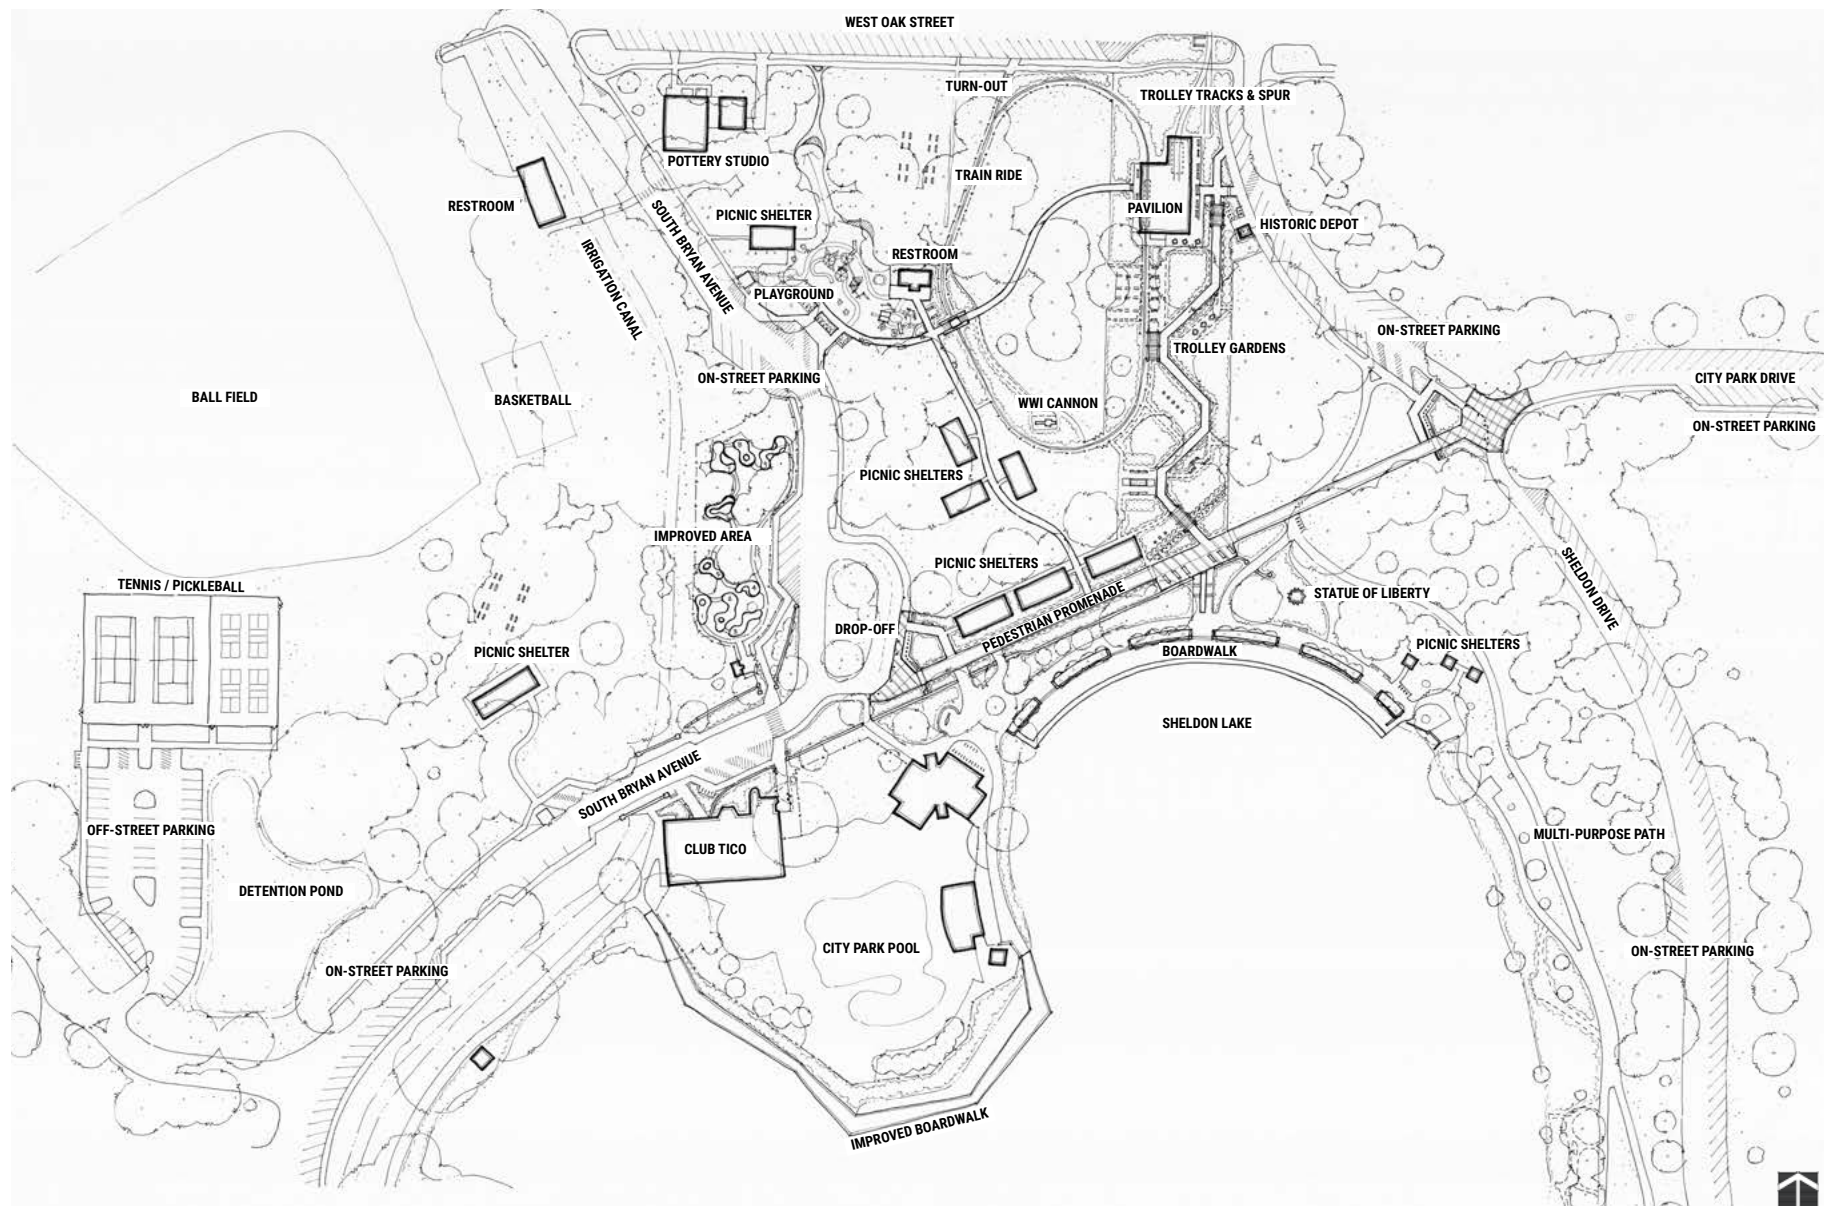 WEST OAK STREET
TURN-OUT
TROLLEY TRACKS & SPUR
POTTERY STUDIO
TRAIN RIDE
RESTROOM
PICNIC SHELTER
PAVILION
SOUTH BRYAN AVENUE
HISTORIC DEPOT
RESTROOM
IRRIGATION CANAL
PLAYGROUND
ON-STREET PARKING
TROLLEY GARDENS
ON-STREET PARKING
CITY PARK DRIVE
BALL FIELD
BASKETBALL
WWI CANNON
ON-STREET PARKING
PICNIC SHELTERS
IMPROVED AREA
PICNIC SHELTERS
TENNIS / PICKLEBALL
SHELDON DRIVE
STATUE OF LIBERTY
PEDESTRIAN PROMENADE
DROP-OFF
PICNIC SHELTERS
PICNIC SHELTER
BOARDWALK
SHELDON LAKE
SOUTH BRYAN AVENUE
OFF-STREET PARKING
MULTI-PURPOSE PATH
CLUB TICO
DETENTION POND
CITY PARK POOL
ON-STREET PARKING
ON-STREET PARKING
IMPROVED BOARDWALK